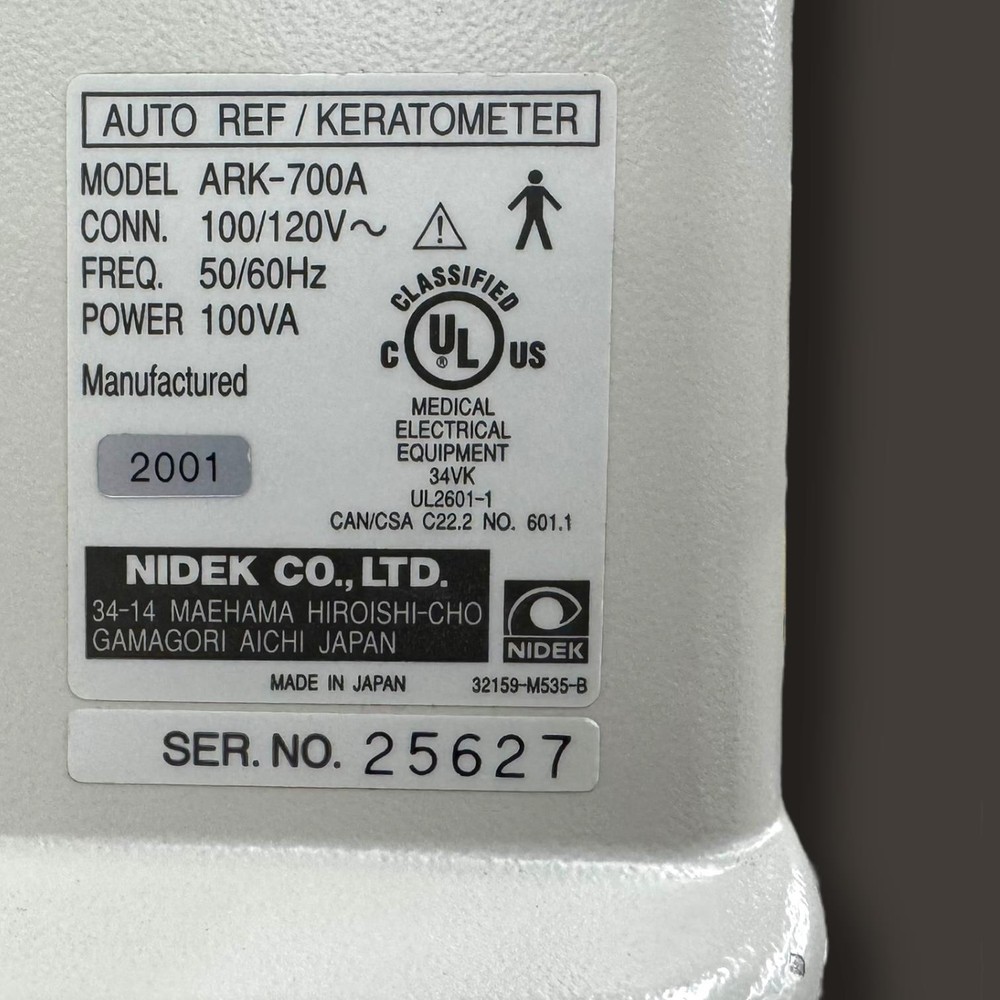 AUTO REF/KERATOMETER
MODEL ARK-700A
CONN. 100/120V~
FREQ. 50/60Hz
POWER 100VA
Manufactured
2001
CLASSIFIED
C UL® US
MEDICAL
ELECTRICAL
EQUIPMENT
34VK
UL2601-1
CAN/CSA C22.2 NO. 601.1
NIDEK CO., LTD.
34-14 MAEHAMA HIROISHI-CHO
GAMAGORI AICHI JAPAN
NIDEK
MADE IN JAPAN
32159-M535-B
SER. NO. 25627